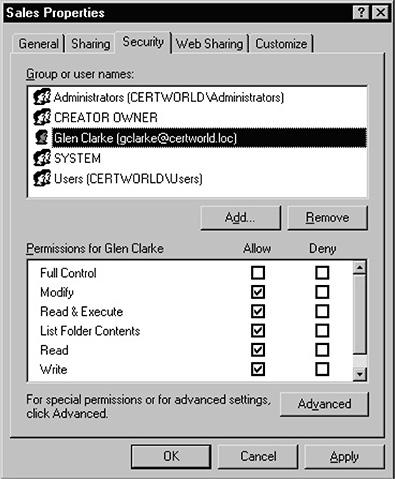 Sales Properties
General Sharing Security Web Sharing Customize
Group or user names:
Administrators (CERTWORLD\Administrators)
CREATOR OWNER
Glen Clarke (gclarke@certworld.loc)
SYSTEM
Users (CERTWORLD\Users)
Add... Remove
Permissions for Glen Clarke Allow Deny
Full Control
Modify
Read & Execute
List Folder Contents
Read
Write
For special permissions or for advanced settings,
click Advanced.
Advanced
OK Cancel Apply